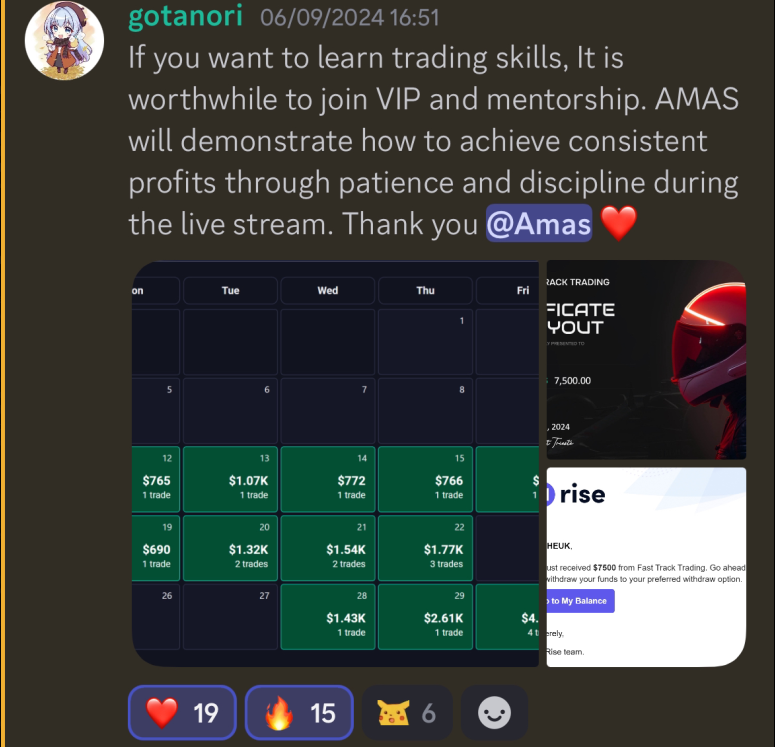 gotanori 06/09/2024 16:51
If you want to learn trading skills, It is
worthwhile to join VIP and mentorship. AMAS
will demonstrate how to achieve consistent
profits through patience and discipline during
the live stream. Thank you @Amas ❤️
on Tue Wed Thu Fri
1
5 6 7 8
12 13 14 15
$765 $1.07K $772 $766 $
1 trade 1 trade 1 trade 1 trade 1
19 20 21 22
$690 $1.32K $1.54K $1.77K
1 trade 2 trades 2 trades 3 trades
26 27 28 29
$1.43K $2.61K $4.
1 trade 1 trade 4 t
RACK TRADING
FICATE
YOUT
PRESENTED TO
7,500.00
, 2024
rise
HEUK,
ust received $7500 from Fast Track Trading. Go ahead
withdraw your funds to your preferred withdraw option.
o to My Balance
erely,
Rise team.
❤️ 19 🔥 15 6